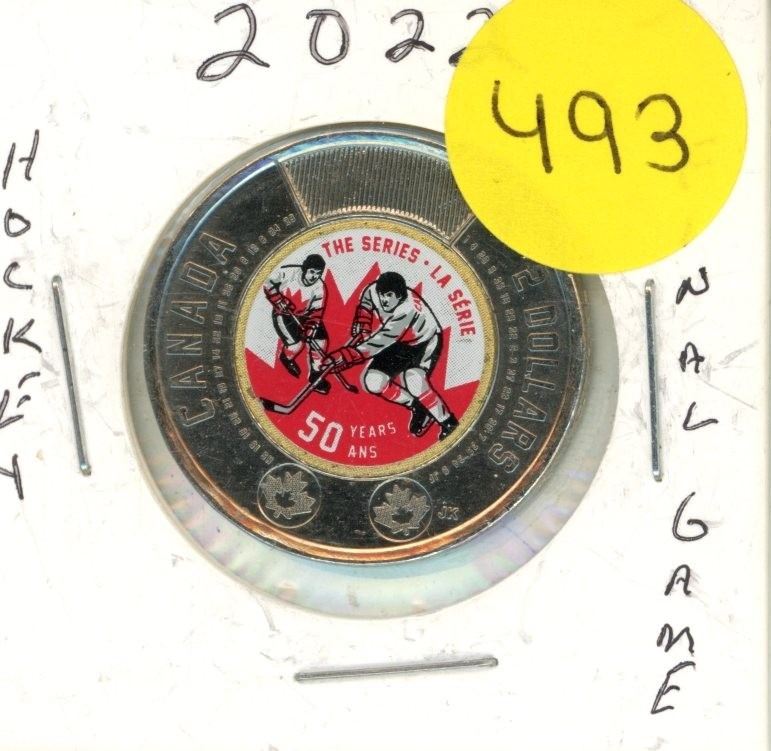 2022
493
HOCKEY
NAL GAME
CANADA
2 DOLLARS
THE SERIES · LA SÉRIE
50 YEARS
ANS
JK